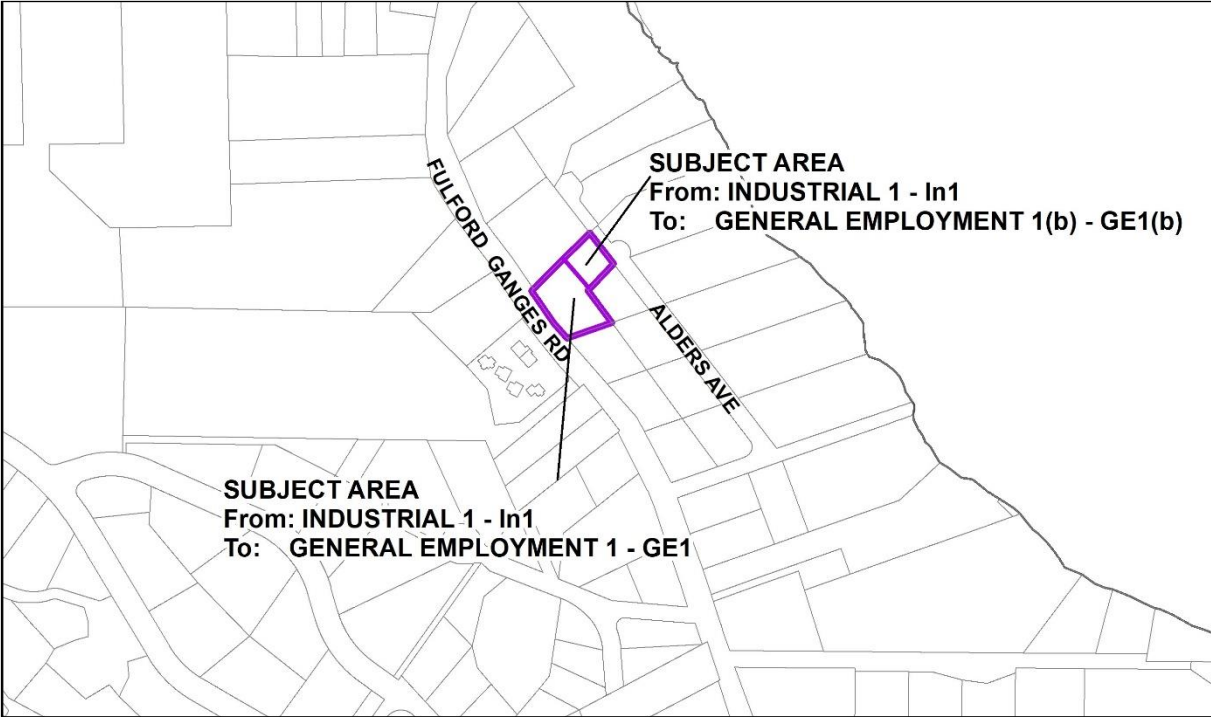 SUBJECT AREA
From: INDUSTRIAL 1 - In1
To: GENERAL EMPLOYMENT 1(b) - GE1(b)
FULFORD GANGES RD
ALDERS AVE
SUBJECT AREA
From: INDUSTRIAL 1 - In1
To: GENERAL EMPLOYMENT 1 - GE1